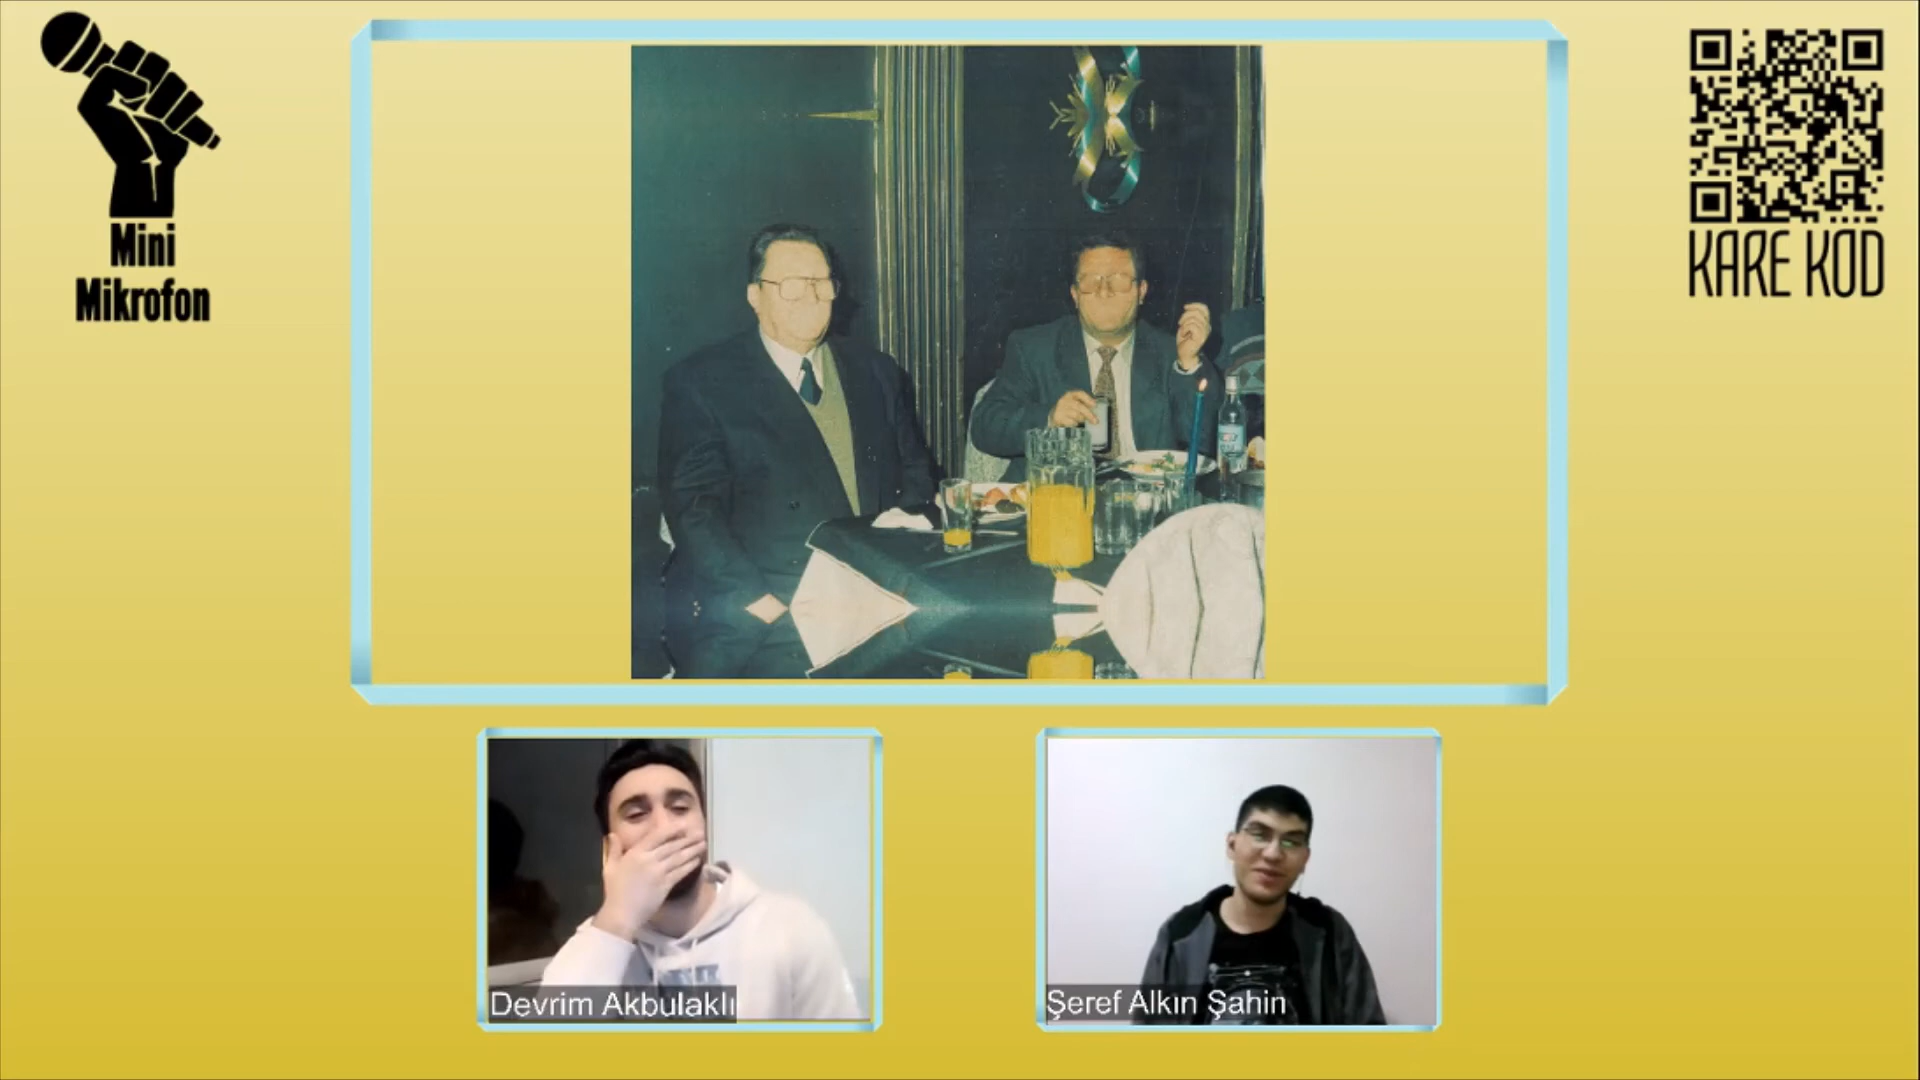 Mini
Mikrofon
KARE KOD
Devrim Akbulaklı
Şeref Alkın Şahin